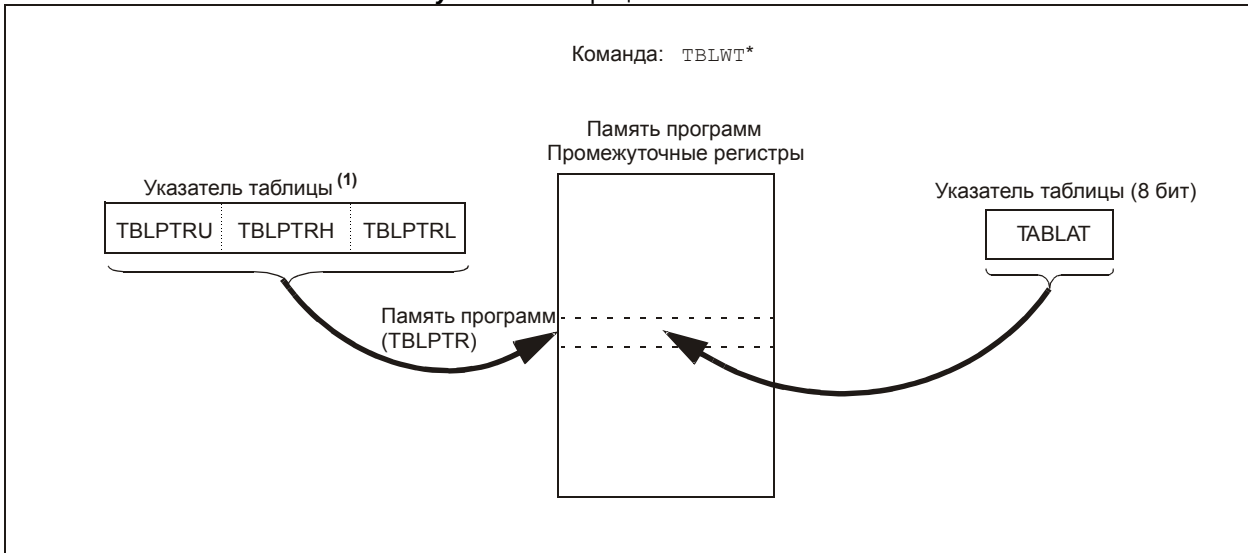 Команда: TBLWT*
Память программ
Промежуточные регистры
Указатель таблицы (1)
TBLPTRU TBLPTRH TBLPTRL
Указатель таблицы (8 бит)
TABLAT
Память программ
(TBLPTR)